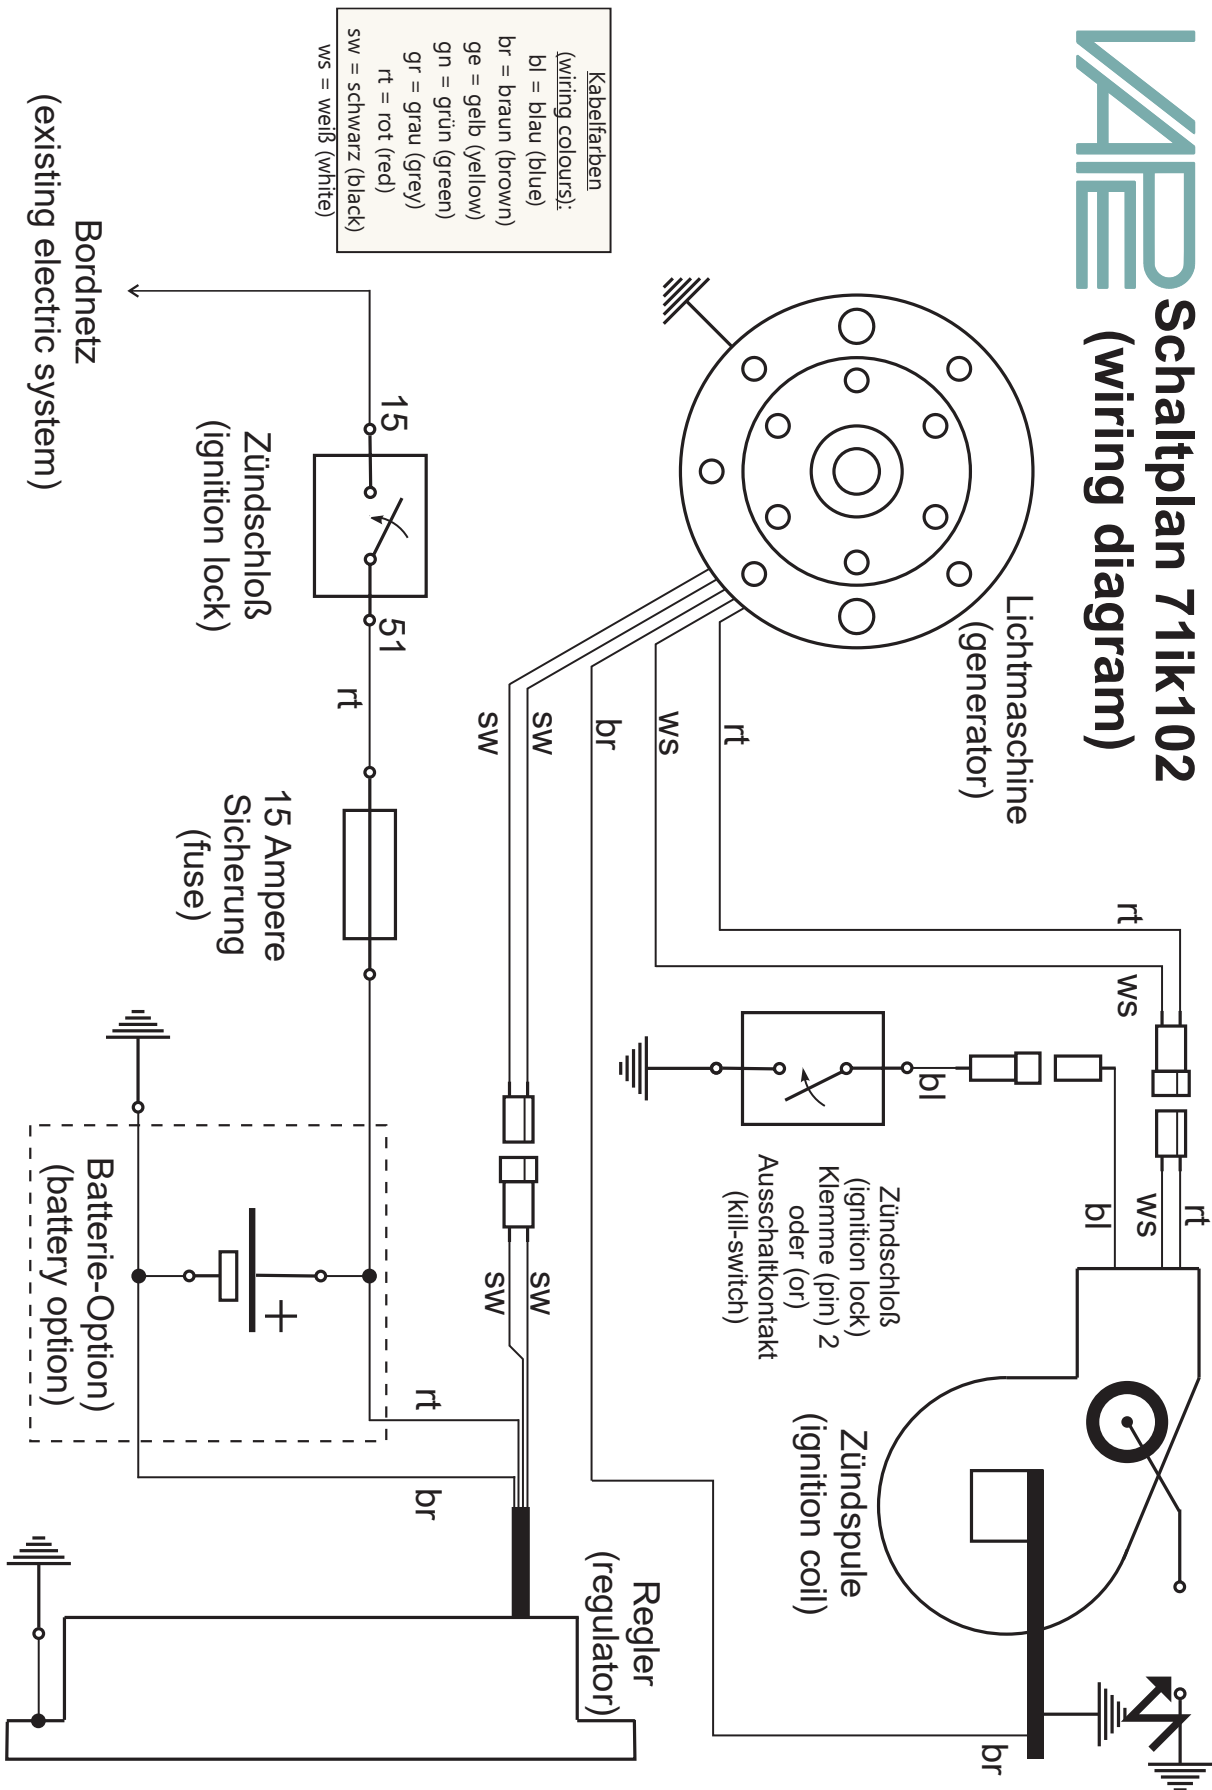 VAPE
Schaltplan 71ik102
(wiring diagram)
Lichtmaschine
(generator)
rt
ws
br
sw
sw
rt
ws
rt
ws
bl
bl
Zündschloß
(ignition lock)
Klemme (pin) 2
oder (or)
Ausschaltkontakt
(kill-switch)
Zündspule
(ignition coil)
br
sw
sw
Regler
(regulator)
rt
br
Kabelfarben
(wiring colours):
bl = blau (blue)
br = braun (brown)
ge = gelb (yellow)
gn = grün (green)
gr = grau (grey)
rt = rot (red)
sw = schwarz (black)
ws = weiß (white)
15
51
rt
Zündschloß
(ignition lock)
15 Ampere
Sicherung
(fuse)
+
Batterie-Option)
(battery option)
Bordnetz
(existing electric system)